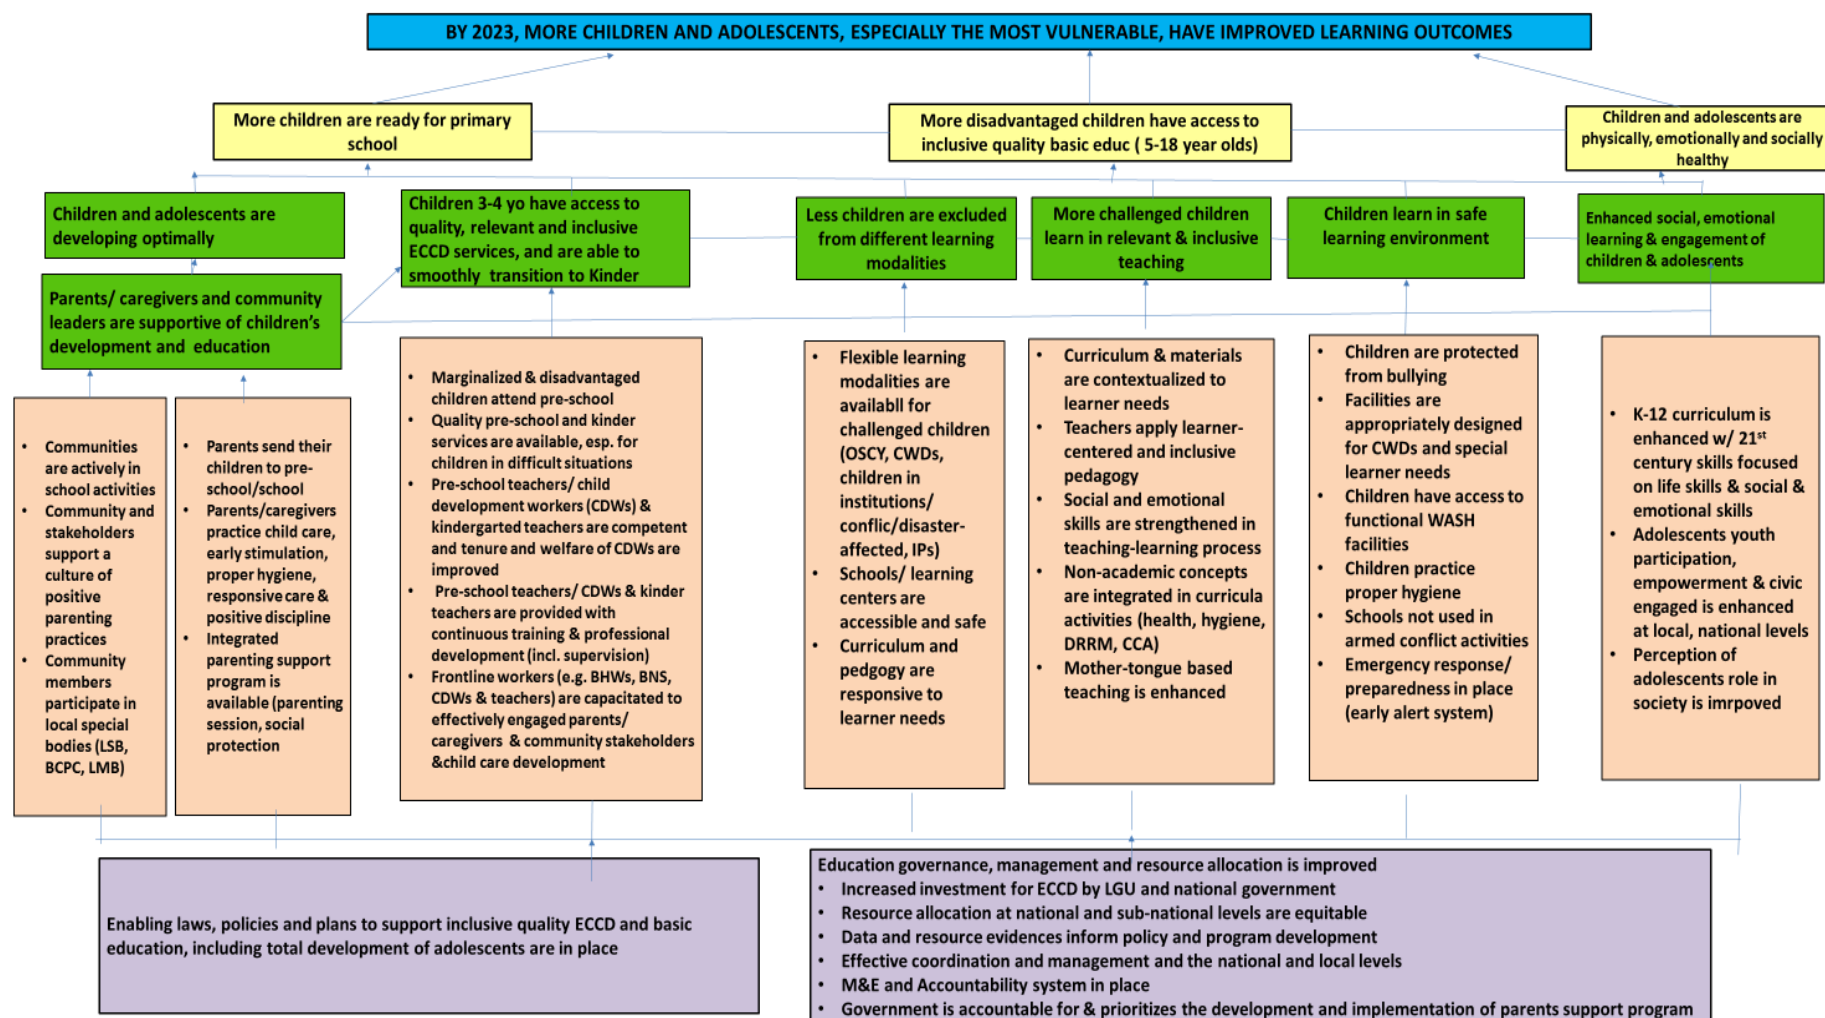 BY 2023, MORE CHILDREN AND ADOLESCENTS, ESPECIALLY THE MOST VULNERABLE, HAVE IMPROVED LEARNING OUTCOMES
More children are ready for primary
school
More disadvantaged children have access to
inclusive quality basic educ ( 5-18 year olds)
Children and adolescents are
physically, emotionally and socially
healthy
Children and adolescents are
developing optimally
Children 3-4 yo have access to
quality, relevant and inclusive
ECCD services, and are able to
smoothly transition to Kinder
Less children are excluded
from different learning
modalities
More challenged children
learn in relevant & inclusive
teaching
Children learn in safe
learning environment
Enhanced social, emotional
learning & engagement of
children & adolescents
Parents/ caregivers and community
leaders are supportive of children's
development and education
• Communities
are actively in
school activities
• Community and
stakeholders
support a
culture of
positive
parenting
practices
• Community
members
participate in
local special
bodies (LSB,
BCPC, LMB)
• Parents send their
children to pre-
school/school
• Parents/caregivers
practice child care,
early stimulation,
proper hygiene,
responsive care &
positive discipline
• Integrated
parenting support
program is
available (parenting
session, social
protection
• Marginalized & disadvantaged
children attend pre-school
• Quality pre-school and kinder
services are available, esp. for
children in difficult situations
• Pre-school teachers/ child
development workers (CDWs) &
kindergarted teachers are competent
and tenure and welfare of CDWs are
improved
• Pre-school teachers/ CDWs & kinder
teachers are provided with
continuous training & professional
development (incl. supervision)
• Frontline workers (e.g. BHWs, BNS,
CDWs & teachers) are capacitated to
effectively engaged parents/
caregivers & community stakeholders
&child care development
• Flexible learning
modalities are
availabll for
challenged children
(OSCY, CWDs,
children in
institutions/
conflic/disaster-
affected, IPs)
• Schools/ learning
centers are
accessible and safe
• Curriculum and
pedgogy are
responsive to
learner needs
• Curriculum & materials
are contextualized to
learner needs
• Teachers apply learner-
centered and inclusive
pedagogy
• Social and emotional
skills are strengthened in
teaching-learning process
• Non-academic concepts
are integrated in curricula
activities (health, hygiene,
DRRM, CCA)
• Mother-tongue based
teaching is enhanced
• Children are protected
from bullying
• Facilities are
appropriately designed
for CWDs and special
learner needs
• Children have access to
functional WASH
facilities
• Children practice
proper hygiene
• Schools not used in
armed conflict activities
• Emergency response/
preparedness in place
(early alert system)
• K-12 curriculum is
enhanced w/ 21st
century skills focused
on life skills & social &
emotional skills
• Adolescents youth
participation,
empowerment & civic
engaged is enhanced
at local, national levels
• Perception of
adolescents role in
society is imrpoved
Enabling laws, policies and plans to support inclusive quality ECCD and basic
education, including total development of adolescents are in place
Education governance, management and resource allocation is improved
• Increased investment for ECCD by LGU and national government
• Resource allocation at national and sub-national levels are equitable
• Data and resource evidences inform policy and program development
• Effective coordination and management and the national and local levels
• M&E and Accountability system in place
• Government is accountable for & prioritizes the development and implementation of parents support program